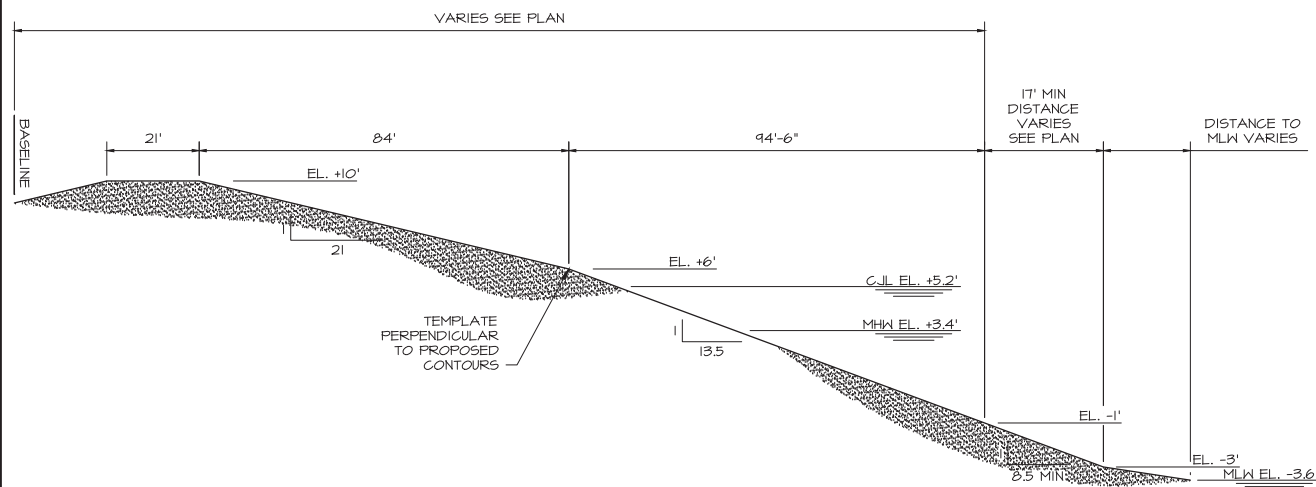 VARIES SEE PLAN
17' MIN
DISTANCE
VARIES
SEE PLAN
DISTANCE TO
MLW VARIES
BASELINE
21'
84'
94'-6"
EL. +10'
1
21
EL. +6'
CJL EL. +5.2'
MHW EL. +3.4'
1
13.5
TEMPLATE
PERPENDICULAR
TO PROPOSED
CONTOURS
EL. -1'
1
8.5 MIN
EL. -3'
MLW EL. -3.6